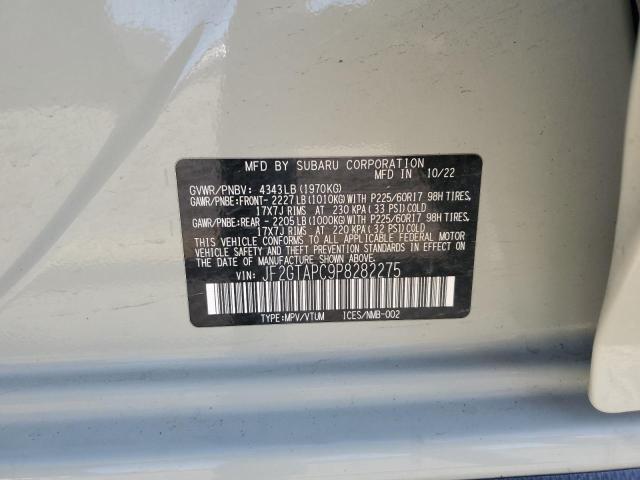 MFD BY SUBARU CORPORATION
MFD IN 10/22
GVWR/PNBV: 4343LB(1970KG)
GAWR/PNBE:FRONT- 2227LB(1010KG)WITH P225/60R17 98H TIRES,
17X7J RIMS AT 230 KPA(33 PSI)COLD
GAWR/PNBE:REAR - 2205LB(1000KG)WITH P225/60R17 98H TIRES,
17X7J RIMS AT 220 KPA(32 PSI)COLD
THIS VEHICLE CONFORMS TO ALL APPLICABLE FEDERAL MOTOR
VEHICLE SAFETY AND THEFT PREVENTION STANDARDS IN EFFECT
ON THE DATE OF MANUFACTURE SHOWN ABOVE.
VIN: JF2GTAPC9P8282275
TYPE:MPV/VTUM ICES/NMB-002